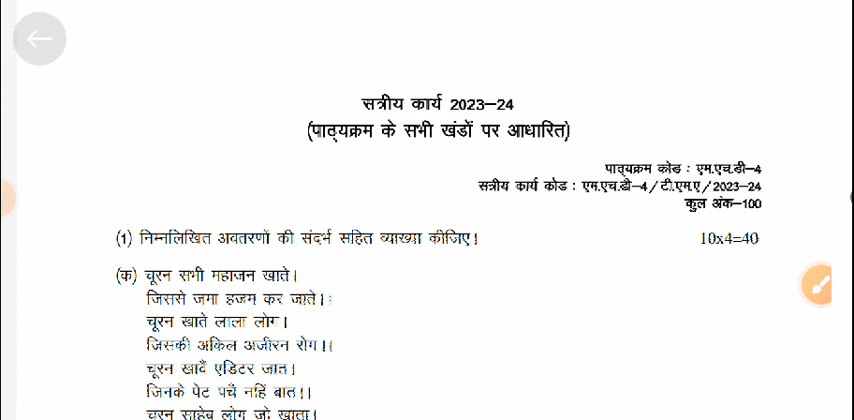 सत्रीय कार्य 2023–24
(पाठ्यक्रम के सभी खंडों पर आधारित)
पाठ्यक्रम कोड : एम.एच.डी–4
सत्रीय कार्य कोड : एम.एच.डी–4/टी.एम.ए/2023–24
कुल अंक–100
(1) निम्नलिखित अवतरणों की संदर्भ सहित व्याख्या कीजिए। 10x4=40
(क) चूरन सभी महाजन खाते।
जिससे जमा हजम कर जाते।।
चूरन खाते लाला लोग।
जिसकी अकिल अजीरन रोग।।
चूरन खावैं एडिटर जात।
जिनके पेट पचै नहिं बात।।
चूरन साहेब लोग जो खाता।